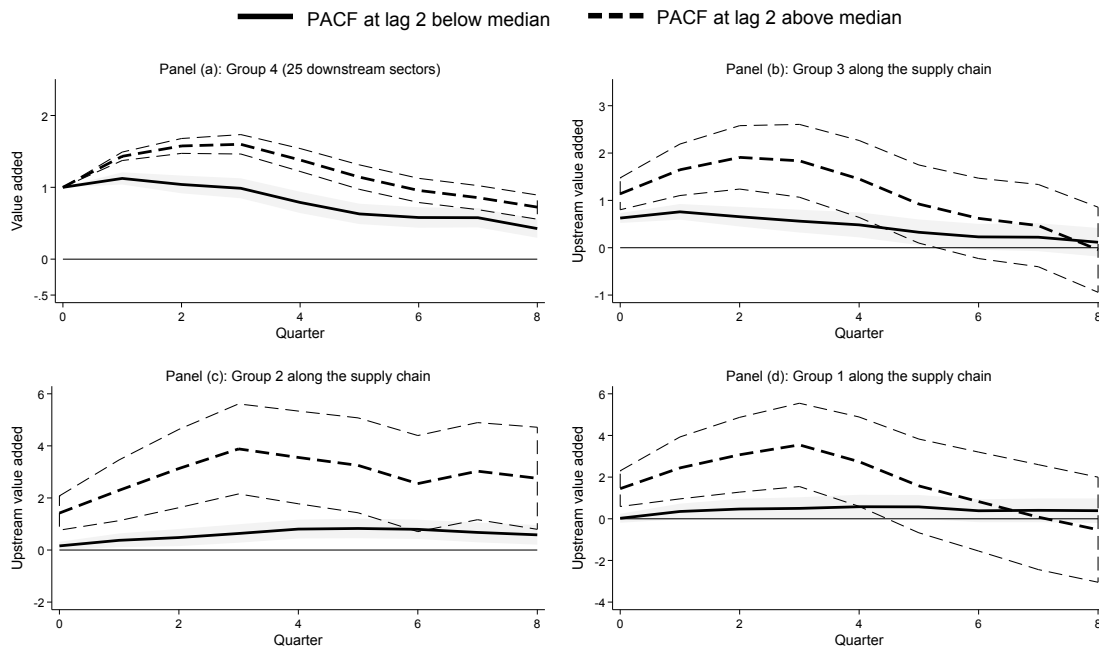 PACF at lag 2 below median PACF at lag 2 above median
Panel (a): Group 4 (25 downstream sectors)
Value added
2
1
0
-.5
0 2 4 6 8
Quarter
Panel (b): Group 3 along the supply chain
Upstream value added
3
2
1
0
-1
0 2 4 6 8
Quarter
Panel (c): Group 2 along the supply chain
Upstream value added
6
4
2
0
-2
0 2 4 6 8
Quarter
Panel (d): Group 1 along the supply chain
Upstream value added
6
4
2
0
-2
-4
0 2 4 6 8
Quarter